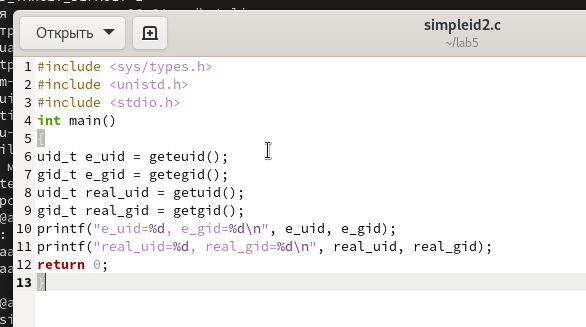 Открыть
simpleid2.c
~/lab5
1 #include <sys/types.h>
2 #include <unistd.h>
3 #include <stdio.h>
4 int main()
5 {
6 uid_t e_uid = geteuid();
7 gid_t e_gid = getegid();
8 uid_t real_uid = getuid();
9 gid_t real_gid = getgid();
10 printf("e_uid=%d, e_gid=%d\n", e_uid, e_gid);
11 printf("real_uid=%d, real_gid=%d\n", real_uid, real_gid);
12 return 0;
13 }